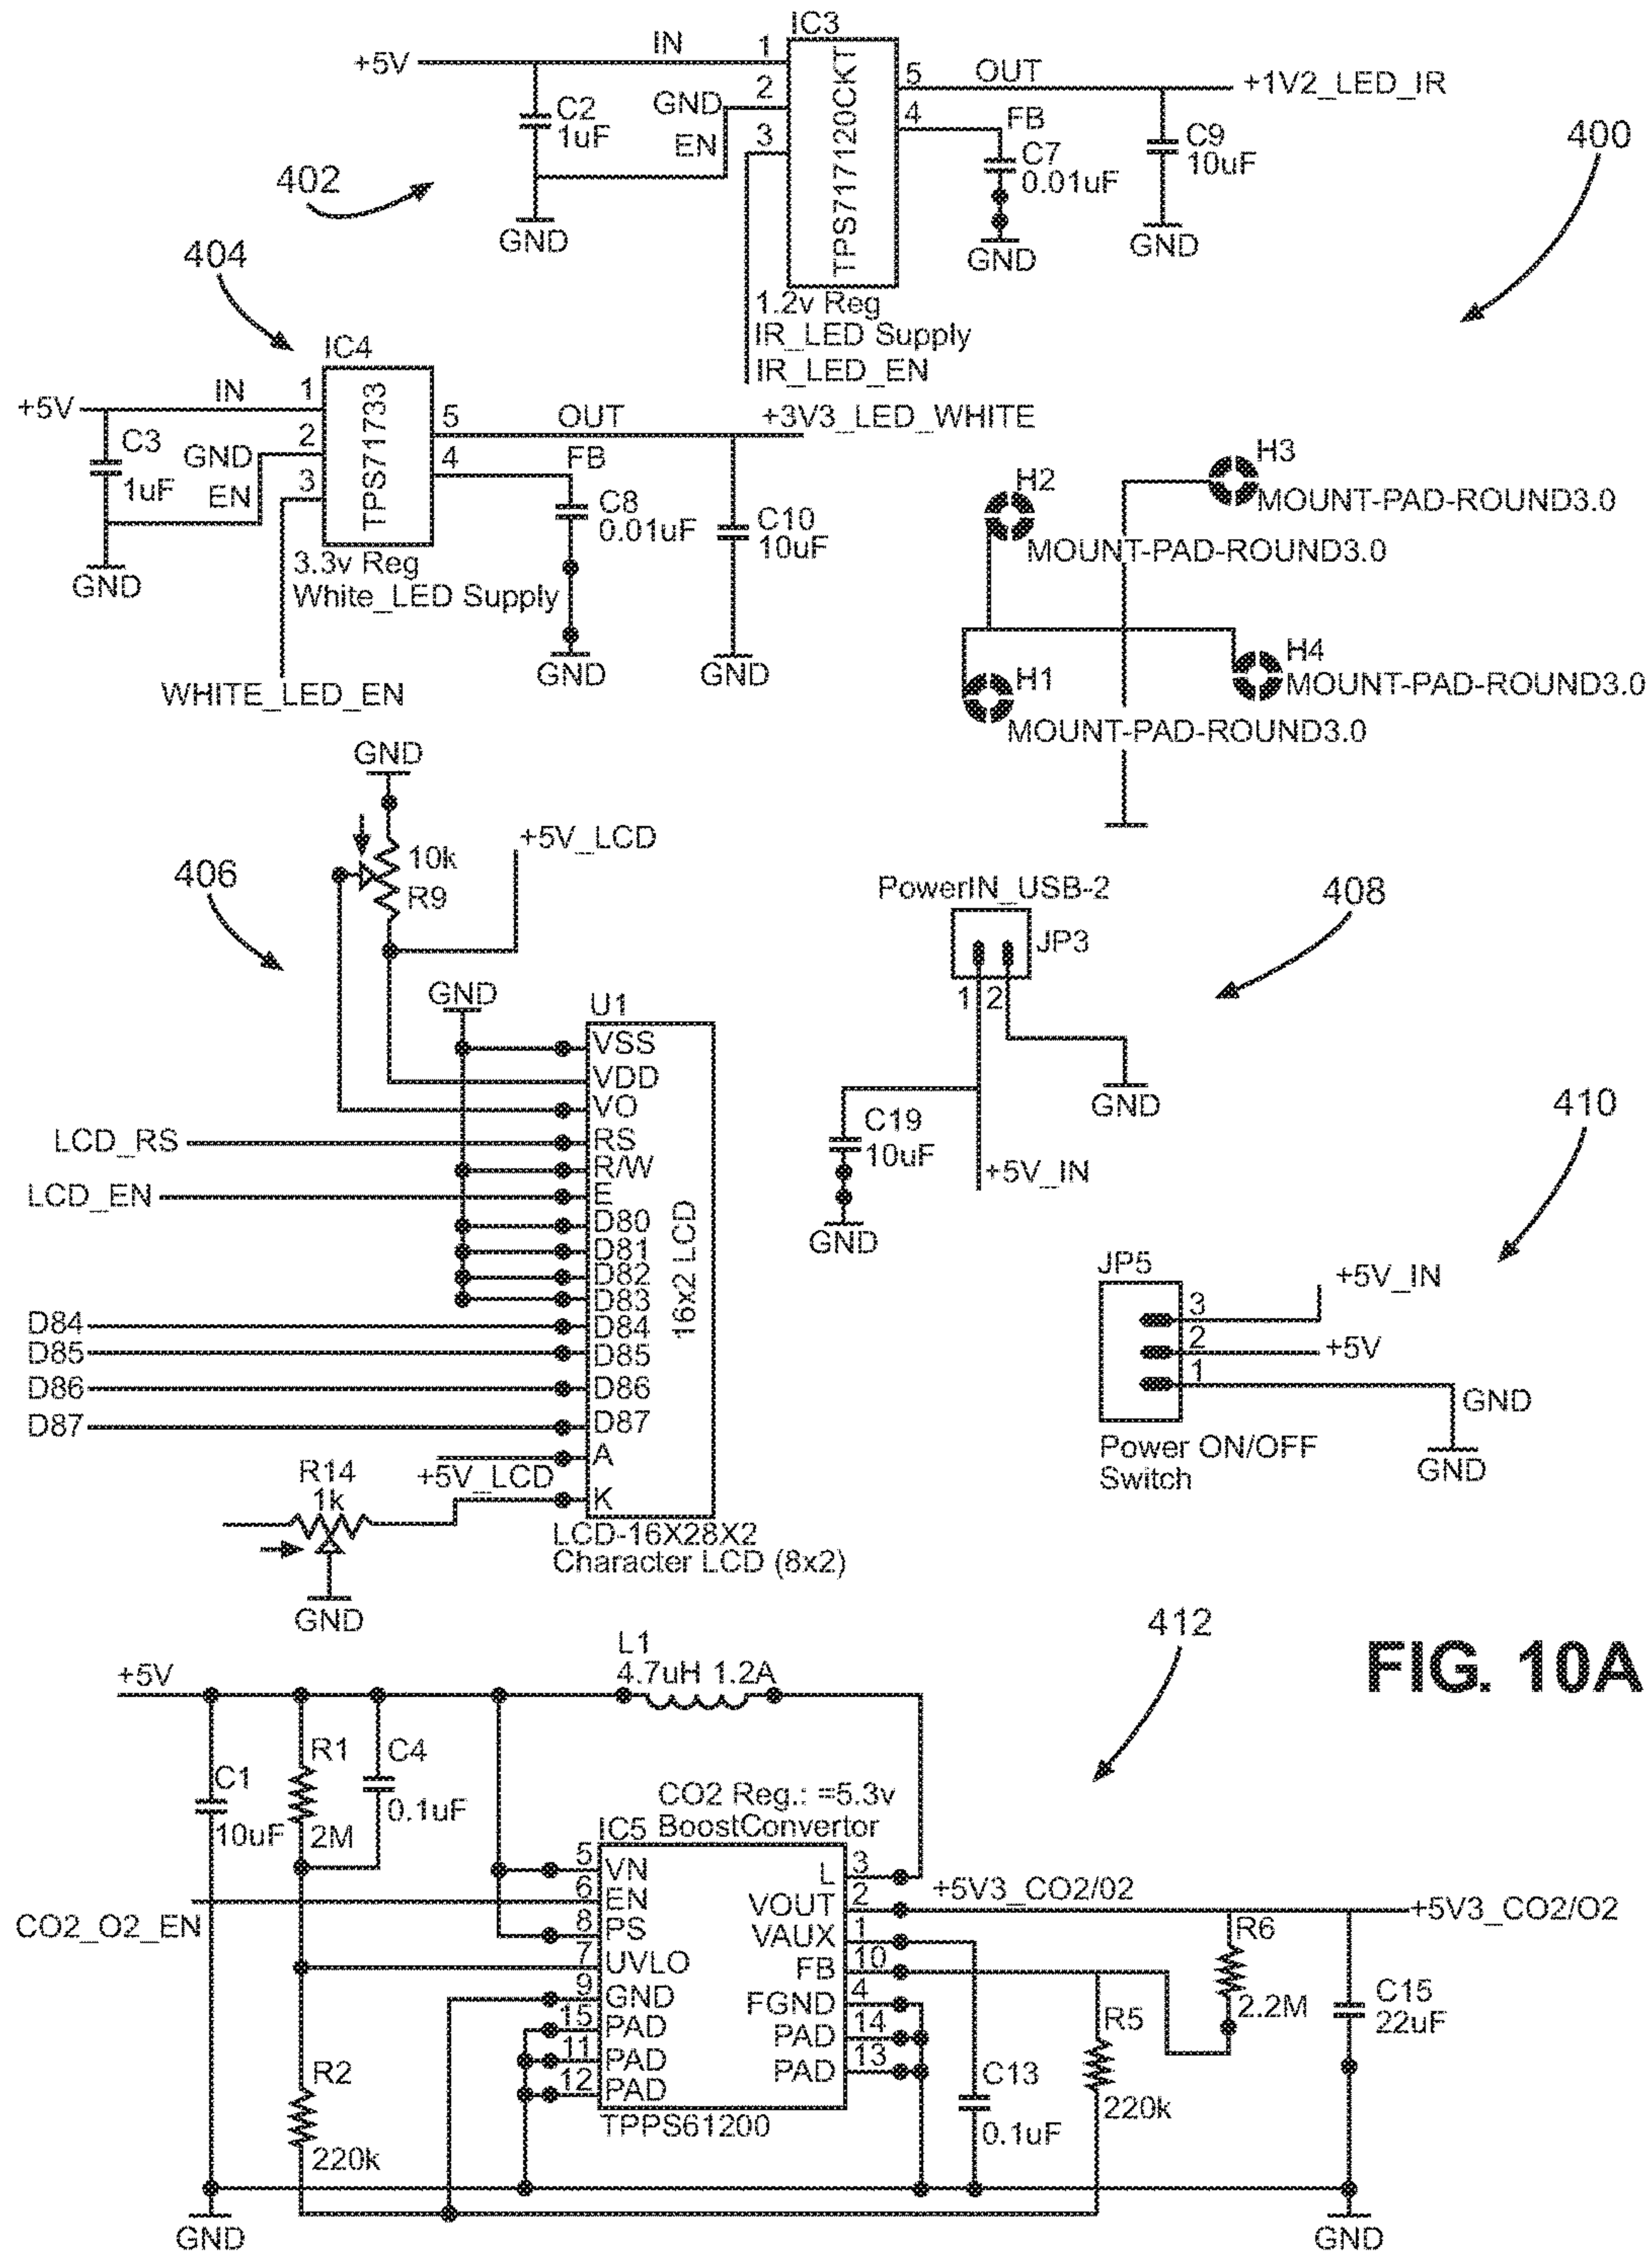 IC3
+5V
IN
1
2
3
GND
EN
C2
1uF
GND
TPS717120CKT
5
OUT
+1V2_LED_IR
4
FB
C7
0.01uF
GND
C9
10uF
GND
1.2v Reg
IR_LED Supply
IR_LED_EN
400
402
404
IC4
+5V
IN
1
2
3
GND
EN
C3
1uF
GND
TPS71733
5
OUT
+3V3_LED_WHITE
4
FB
C8
0.01uF
GND
C10
10uF
GND
3.3v Reg
White_LED Supply
WHITE_LED_EN
H3
MOUNT-PAD-ROUND3.0
H2
MOUNT-PAD-ROUND3.0
H4
MOUNT-PAD-ROUND3.0
H1
MOUNT-PAD-ROUND3.0
GND
10k
R9
+5V_LCD
406
GND
U1
VSS
VDD
VO
LCD_RS
RS
R/W
LCD_EN
E
D80
D81
D82
D83
D84
D84
D85
D85
D86
D86
D87
D87
A
+5V_LCD
K
16x2 LCD
R14
1k
GND
LCD-16X28X2
Character LCD (8x2)
PowerIN_USB-2
JP3
1
2
408
GND
C19
10uF
+5V_IN
GND
410
JP5
3
+5V_IN
2
+5V
1
GND
GND
Power ON/OFF
Switch
412
FIG. 10A
+5V
L1
4.7uH 1.2A
C1
10uF
R1
2M
C4
0.1uF
CO2 Reg.: =5.3v
BoostConvertor
IC5
5
VN
6
EN
8
PS
7
UVLO
9
GND
15
PAD
11
PAD
12
PAD
L
3
VOUT
2
VAUX
1
FB
10
FGND
4
PAD
14
PAD
13
TPPS61200
CO2_O2_EN
+5V3_CO2/02
+5V3_CO2/O2
R6
2.2M
C15
22uF
R5
220k
C13
0.1uF
R2
220k
GND
GND